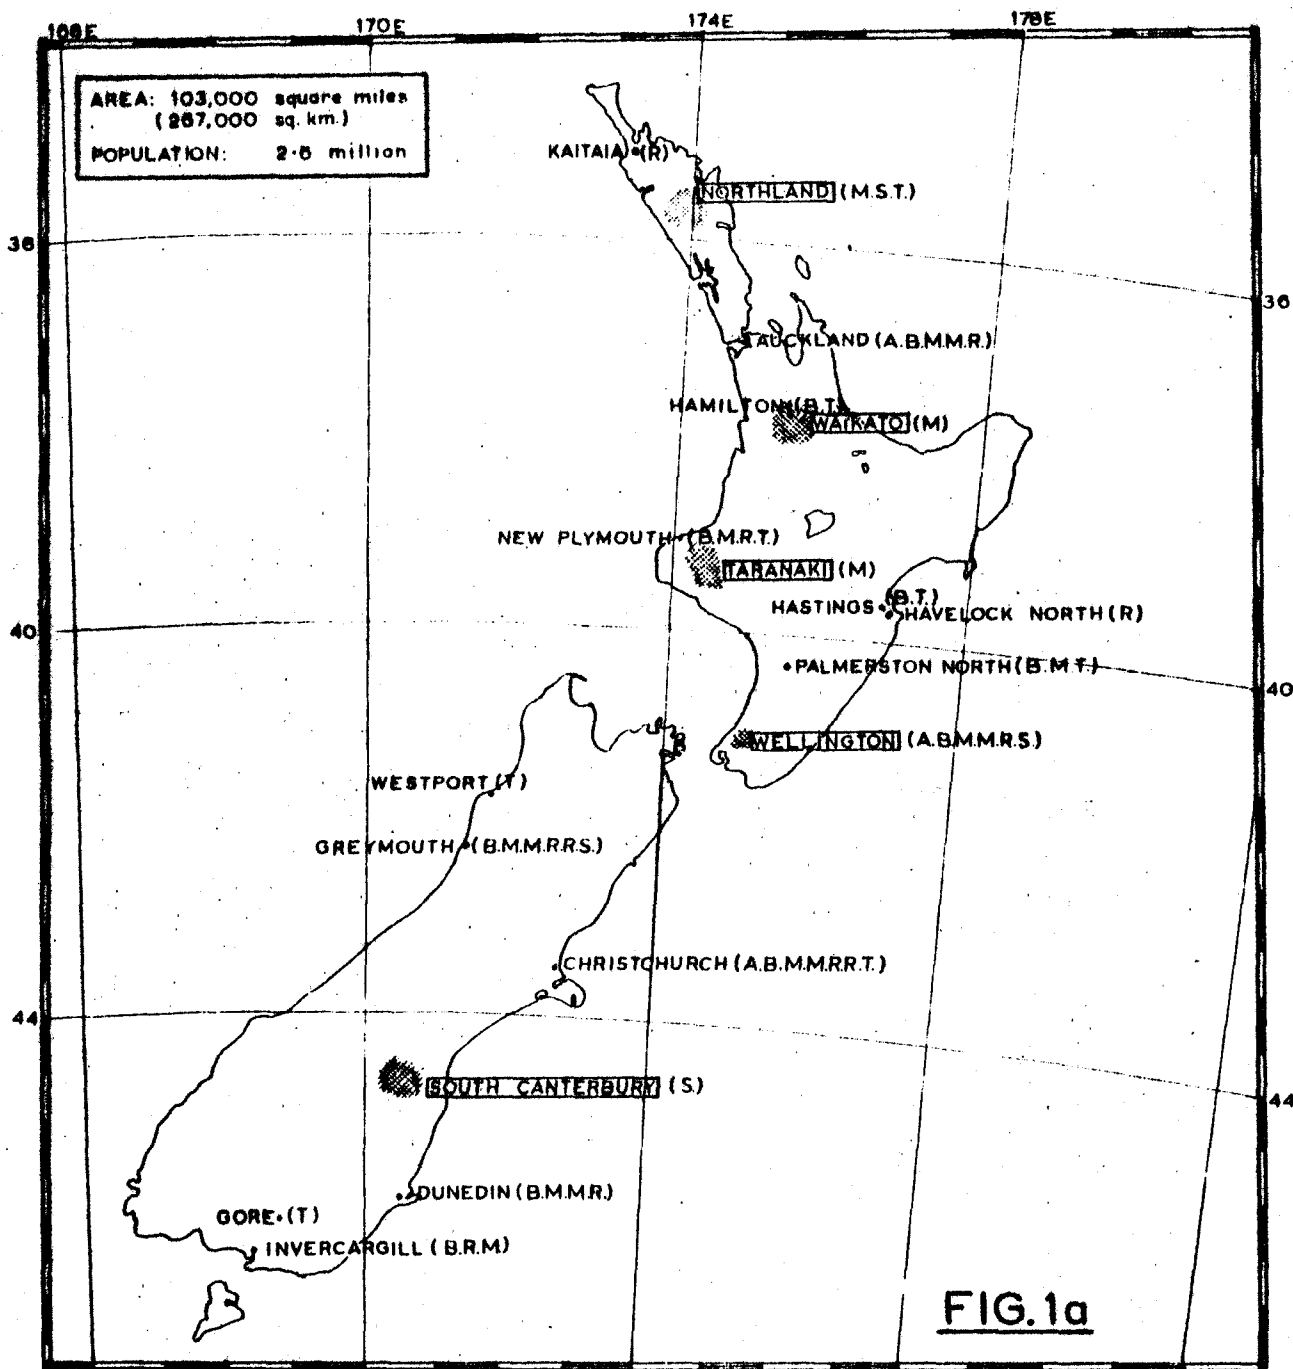 166E 170E 174E 178E
AREA: 103,000 square miles
(267,000 sq. km.)
POPULATION: 2·6 million
KAITAIA (R)
NORTHLAND (M.S.T.)
36
36
AUCKLAND (A.B.M.M.R.)
HAMILTON (B.T.)
WAIKATO (M)
NEW PLYMOUTH (B.M.R.T.)
TARANAKI (M)
(B.T.)
HASTINGS
HAVELOCK NORTH (R)
40
PALMERSTON NORTH (B.M.T.)
40
WELLINGTON (A.B.M.M.R.S.)
WESTPORT (T)
GREYMOUTH (B.M.M.R.R.S.)
CHRISTCHURCH (A.B.M.M.R.R.T.)
44
SOUTH CANTERBURY (S.)
44
DUNEDIN (B.M.M.R.)
GORE (T)
INVERCARGILL (B.R.M)
FIG. 1a